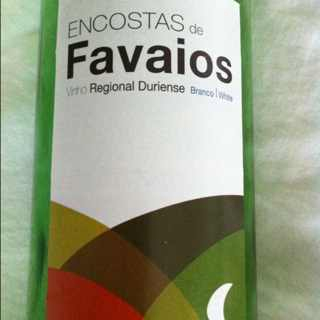 ENCOSTAS de
Favaios
Vinho Regional Duriense Branco | White